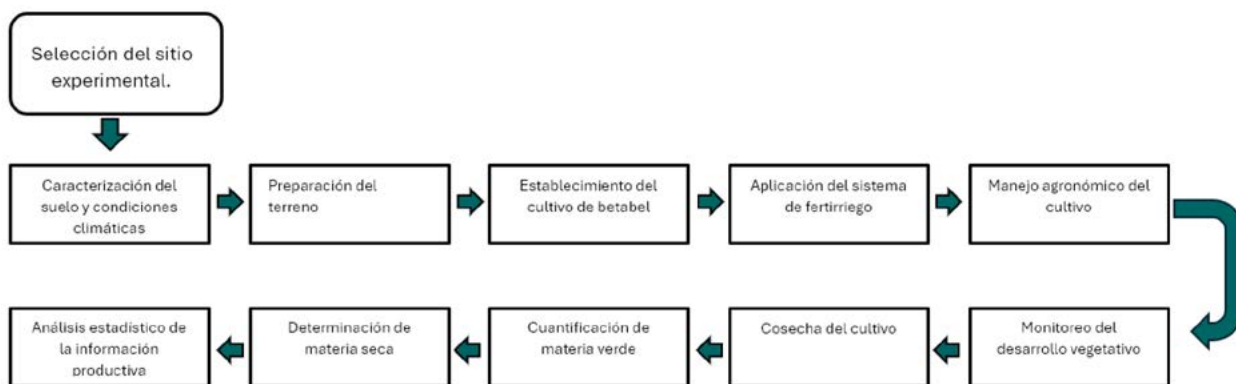 Selección del sitio
experimental.
Caracterización del
suelo y condiciones
climáticas
Preparación del
terreno
Establecimiento del
cultivo de betabel
Aplicación del sistema
de fertirriego
Manejo agronómico del
cultivo
Monitoreo del
desarrollo vegetativo
Cosecha del cultivo
Cuantificación de
materia verde
Determinación de
materia seca
Análisis estadístico de
la información
productiva